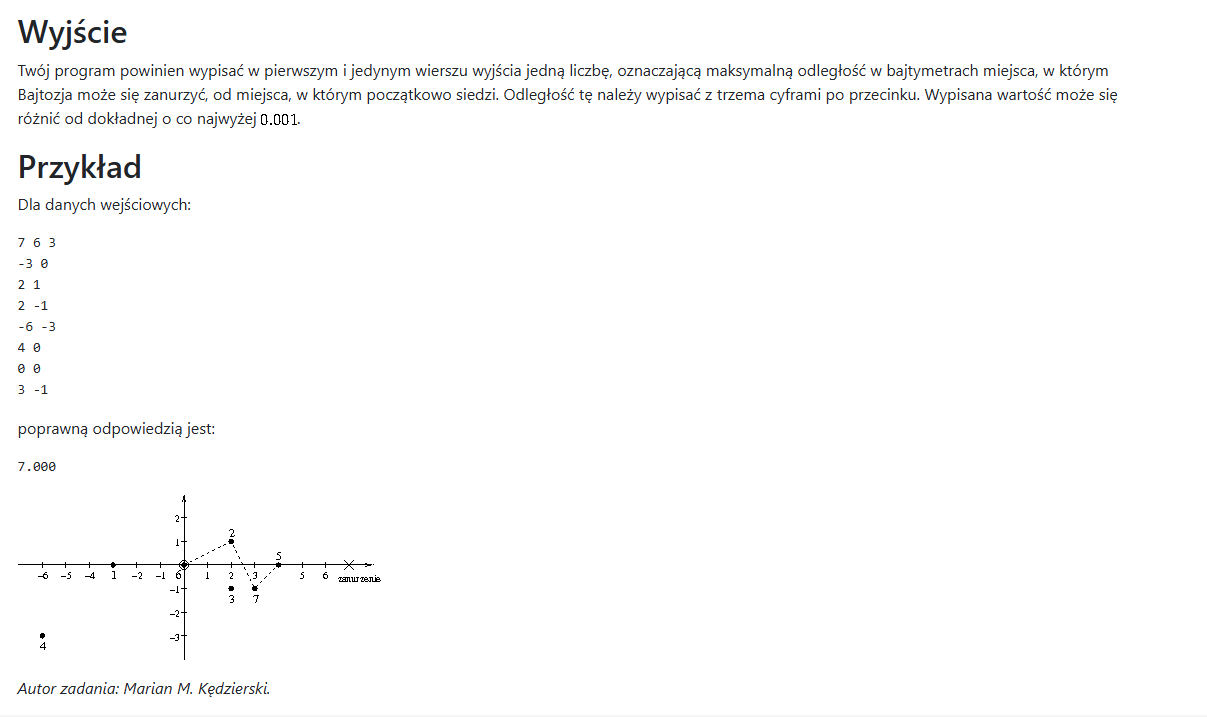 Wyjście
Twój program powinien wypisać w pierwszym i jedynym wierszu wyjścia jedną liczbę, oznaczającą maksymalną odległość w bajtymetrach miejsca, w którym
Bajtozja może się zanurzyć, od miejsca, w którym początkowo siedzi. Odległość tę należy wypisać z trzema cyframi po przecinku. Wypisana wartość może się
różnić od dokładnej o co najwyżej 0.001.
Przykład
Dla danych wejściowych:
7 6 3
-3 0
2 1
2 -1
-6 -3
4 0
0 0
3 -1
poprawną odpowiedzią jest:
7.000
2
1
2
5
-6 -5 -4 1 -2 -1 6 1 2 3 5 6 zanurzenie
-1
3 7
-2
-3
4
Autor zadania: Marian M. Kędzierski.